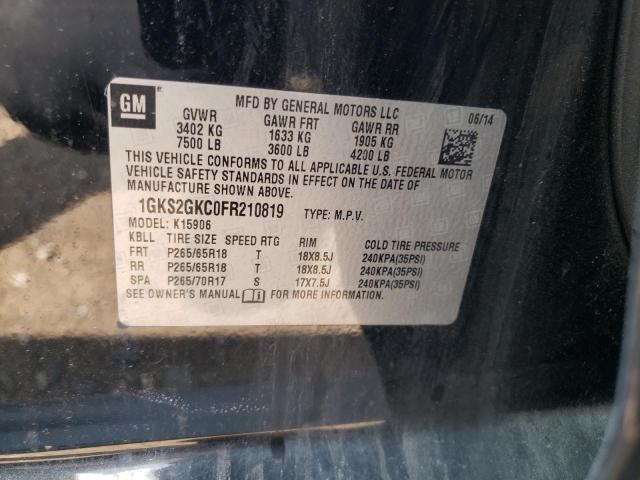 GM
MFD BY GENERAL MOTORS LLC 06/14
GVWR GAWR FRT GAWR RR
3402 KG 1633 KG 1905 KG
7500 LB 3600 LB 4200 LB
THIS VEHICLE CONFORMS TO ALL APPLICABLE U.S. FEDERAL MOTOR
VEHICLE SAFETY STANDARDS IN EFFECT ON THE DATE OF
MANUFACTURE SHOWN ABOVE.
1GKS2GKC0FR210819 TYPE: M.P.V.
MODEL: K15906
KBLL TIRE SIZE SPEED RTG RIM COLD TIRE PRESSURE
FRT P265/65R18 T 18X8.5J 240KPA(35PSI)
RR P265/65R18 T 18X8.5J 240KPA(35PSI)
SPA P265/70R17 S 17X7.5J 240KPA(35PSI)
SEE OWNER'S MANUAL FOR MORE INFORMATION.